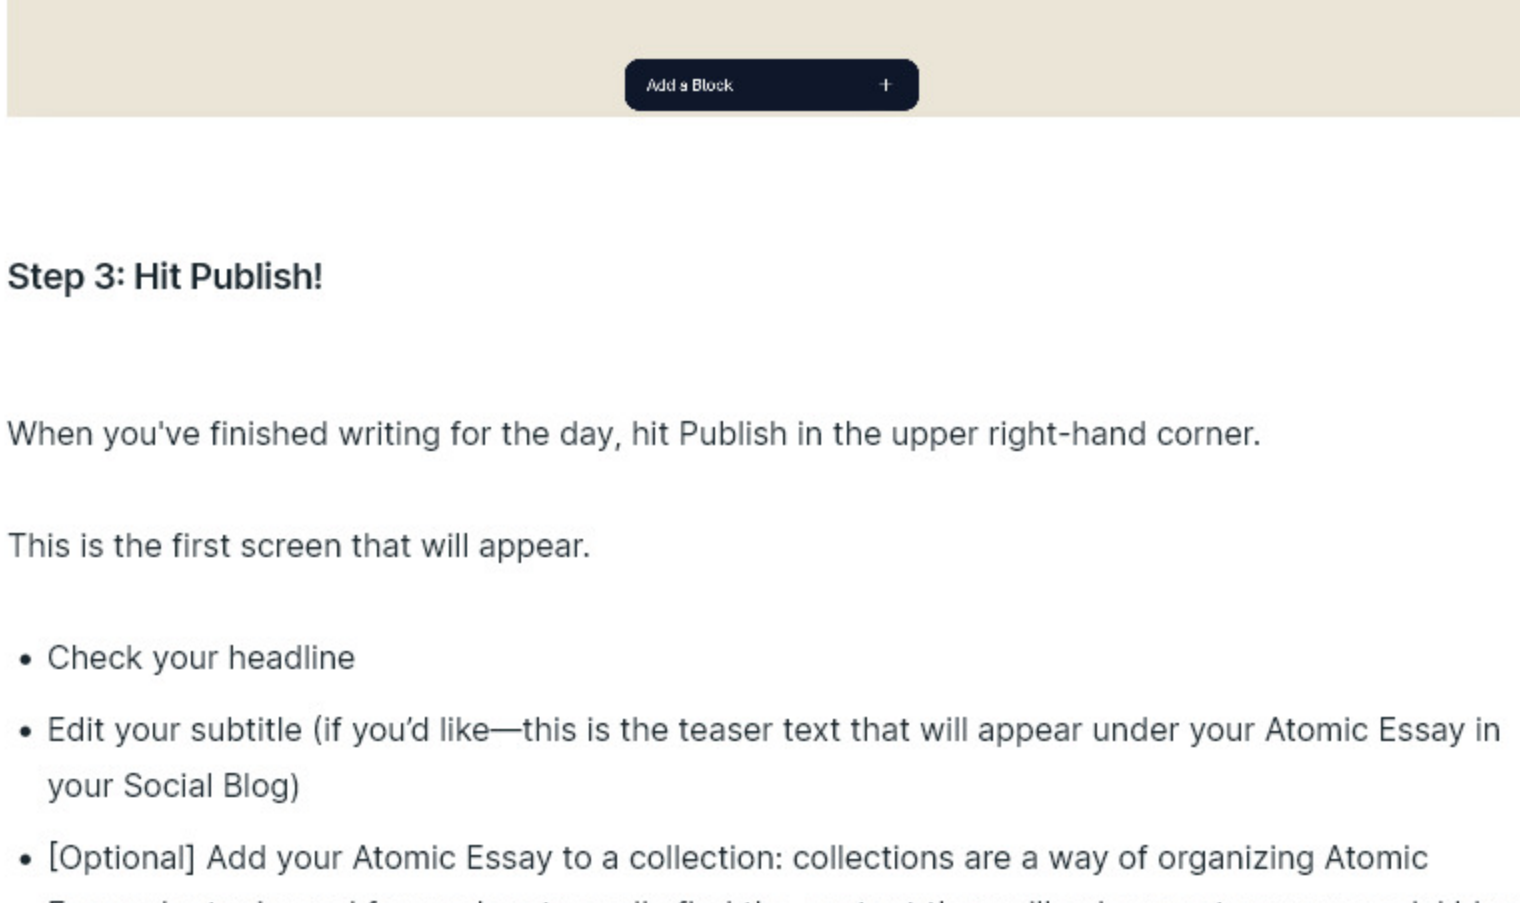 Add a Block +
Step 3: Hit Publish!
When you've finished writing for the day, hit Publish in the upper right-hand corner.
This is the first screen that will appear.
• Check your headline
• Edit your subtitle (if you’d like—this is the teaser text that will appear under your Atomic Essay in
your Social Blog)
• [Optional] Add your Atomic Essay to a collection: collections are a way of organizing Atomic